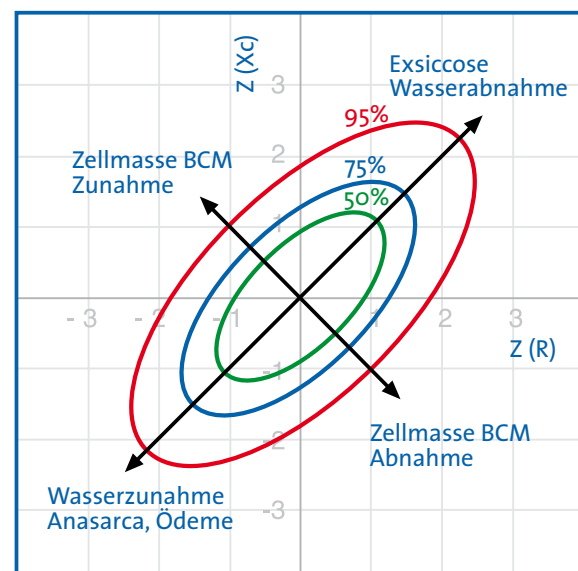 Z (Xc)
Exsiccose
Wasserabnahme
3
95%
Zellmasse BCM
Zunahme
2
75%
50%
1
- 3
-2
-1
1
2
3
Z (R)
-1
Zellmasse BCM
Abnahme
-2
Wasserzunahme
Anasarca, Ödeme
-3